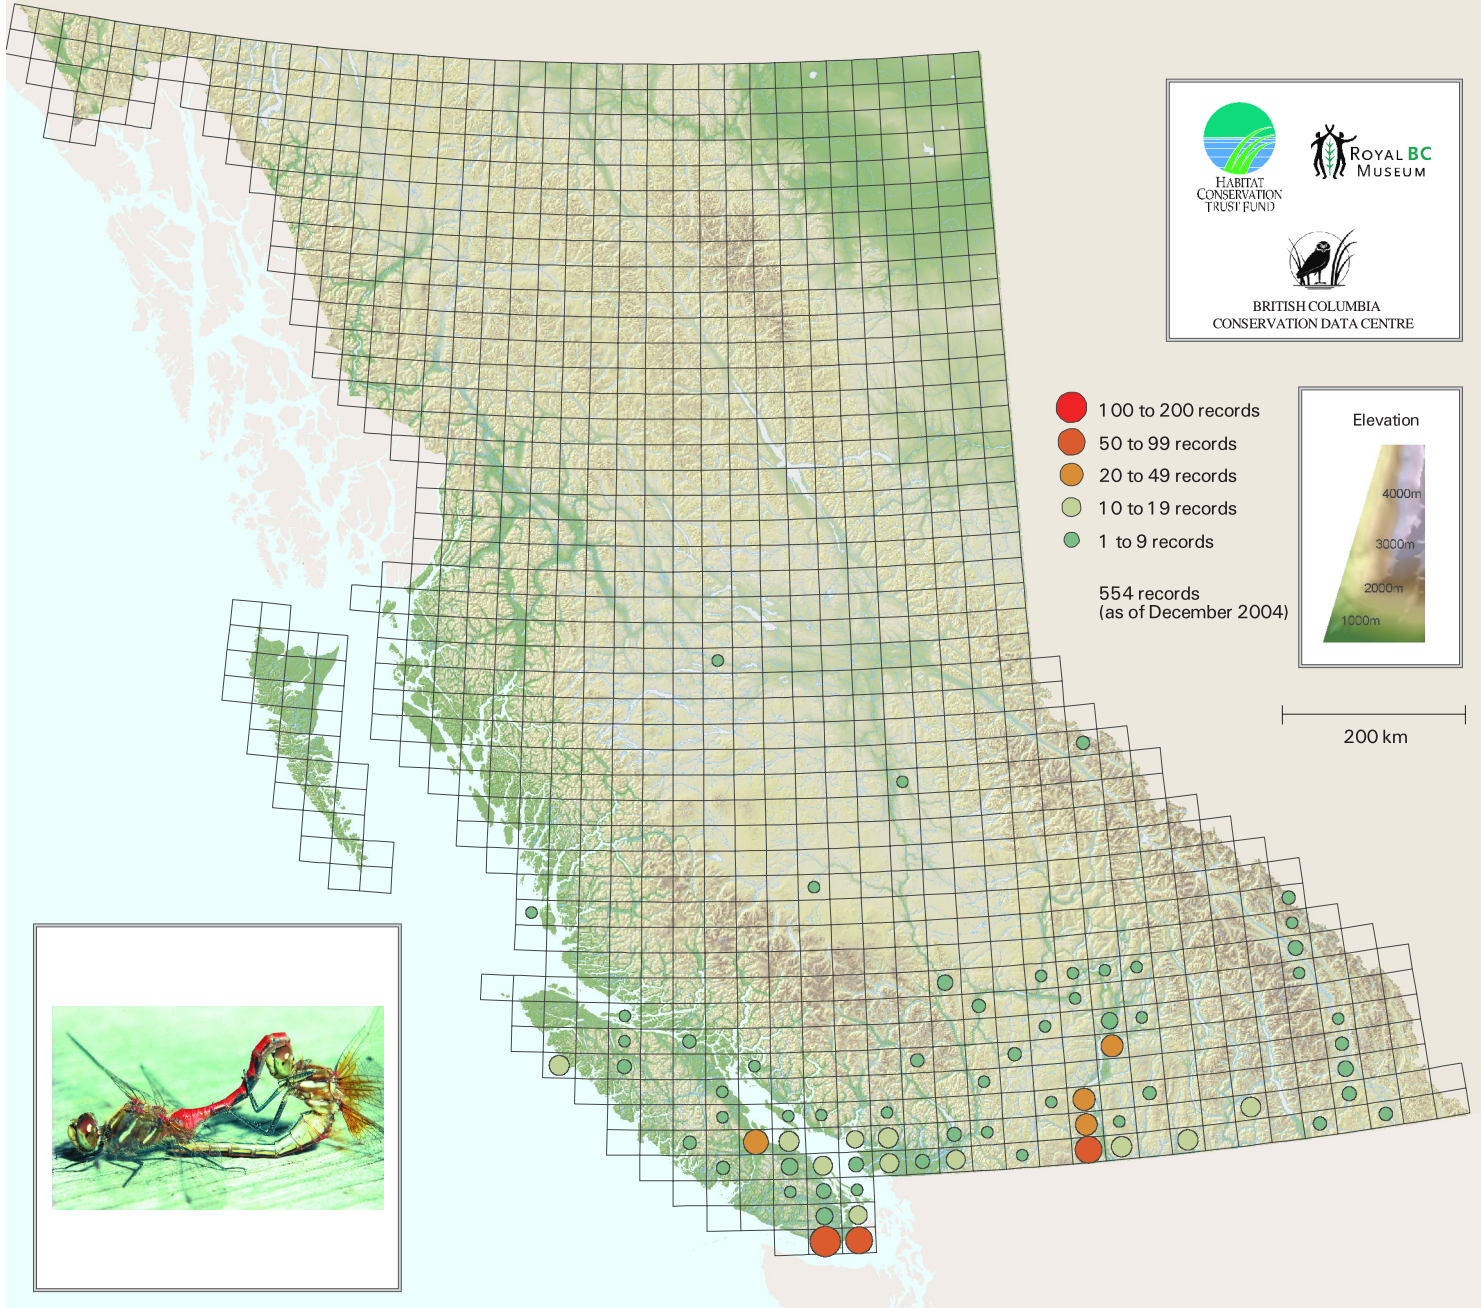 HABITAT
CONSERVATION
TRUST FUND
ROYAL BC
MUSEUM
BRITISH COLUMBIA
CONSERVATION DATA CENTRE
100 to 200 records
50 to 99 records
20 to 49 records
10 to 19 records
1 to 9 records
554 records
(as of December 2004)
Elevation
4000m
3000m
2000m
1000m
200 km